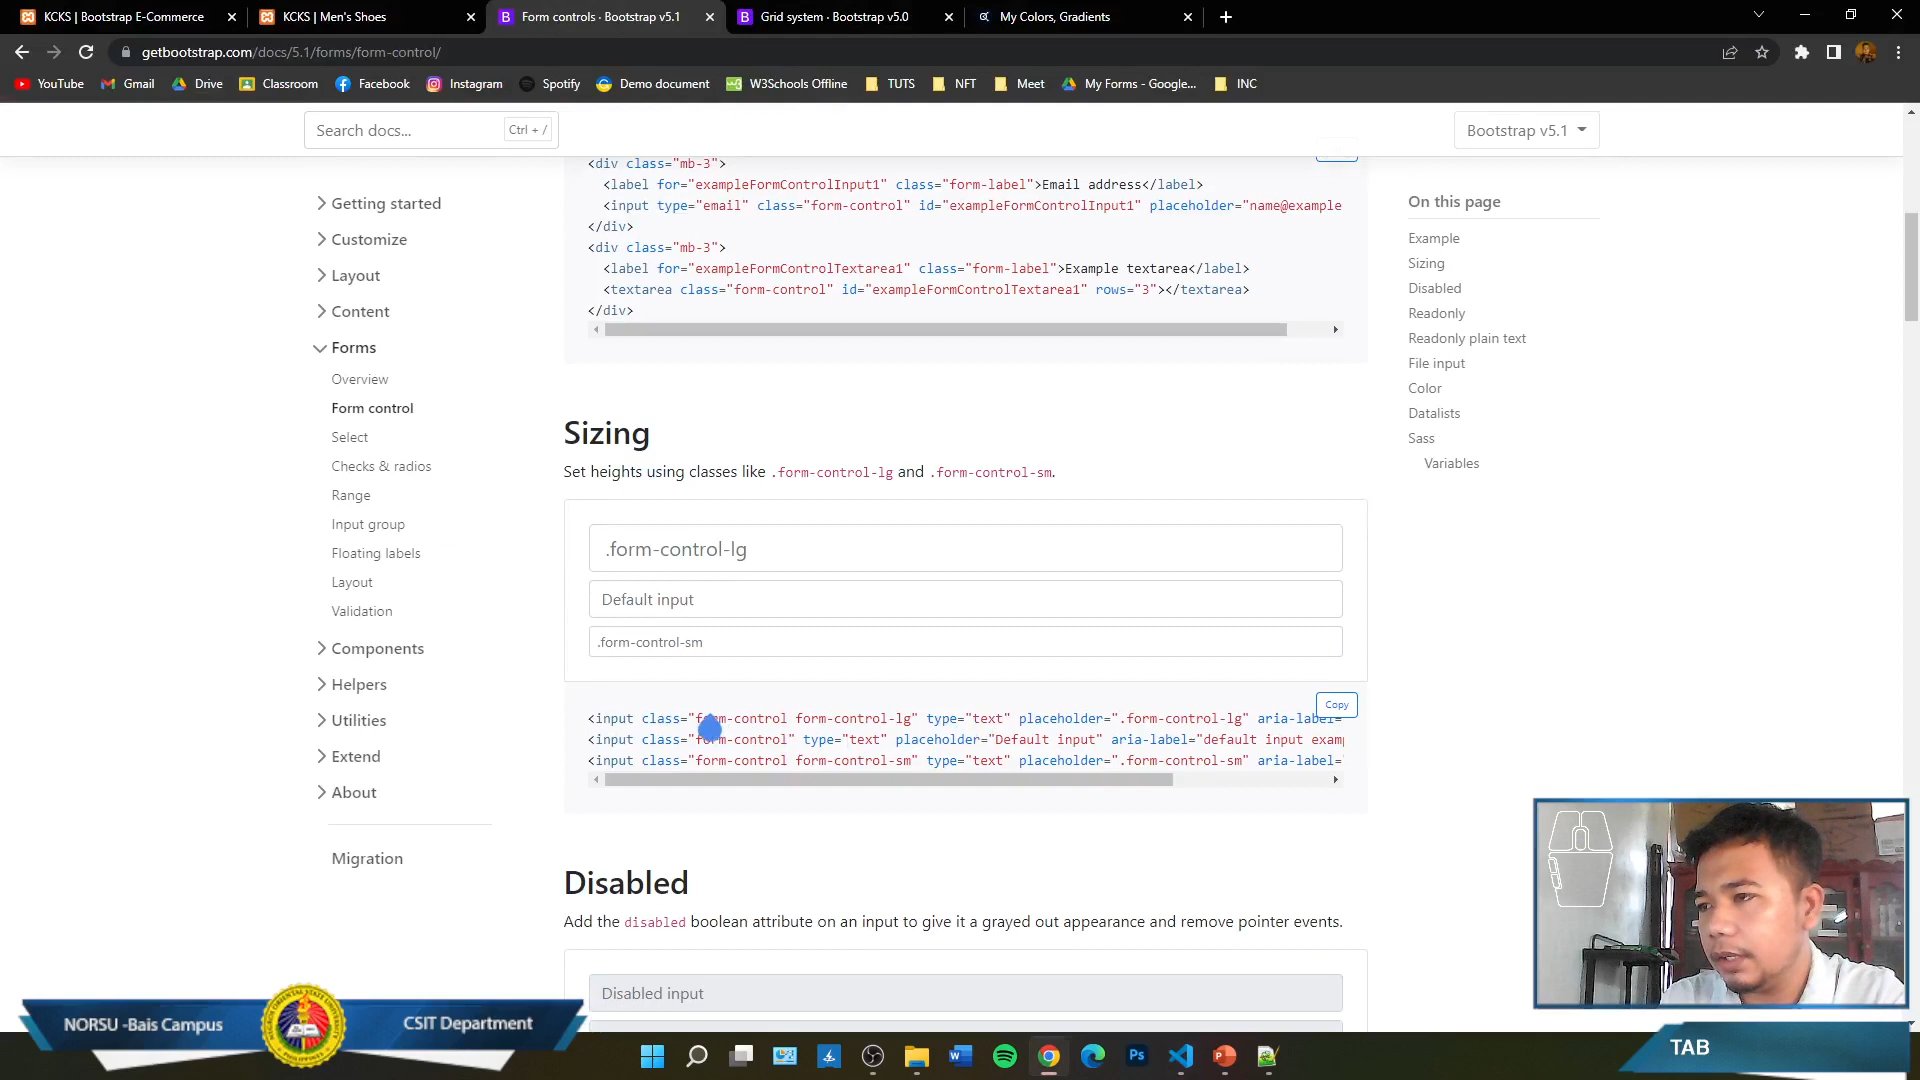 KCKS | Bootstrap E-Commerce
KCKS | Men's Shoes
Form controls · Bootstrap v5.1
Grid system · Bootstrap v5.0
My Colors, Gradients
getbootstrap.com/docs/5.1/forms/form-control/
YouTube
Gmail
Drive
Classroom
Facebook
Instagram
Spotify
Demo document
W3Schools Offline
TUTS
NFT
Meet
My Forms - Google...
INC
Search docs...
Ctrl + /
Bootstrap v5.1
Getting started
Customize
Layout
Content
Forms
Overview
Form control
Select
Checks & radios
Range
Input group
Floating labels
Layout
Validation
Components
Helpers
Utilities
Extend
About
Migration
<div class="mb-3">
<label for="exampleFormControlInput1" class="form-label">Email address</label>
<input type="email" class="form-control" id="exampleFormControlInput1" placeholder="name@example
</div>
<div class="mb-3">
<label for="exampleFormControlTextarea1" class="form-label">Example textarea</label>
<textarea class="form-control" id="exampleFormControlTextarea1" rows="3"></textarea>
</div>
Sizing
Set heights using classes like .form-control-lg and .form-control-sm.
.form-control-lg
Default input
.form-control-sm
Copy
<input class="form-control form-control-lg" type="text" placeholder=".form-control-lg" aria-label=
<input class="form-control" type="text" placeholder="Default input" aria-label="default input exam
<input class="form-control form-control-sm" type="text" placeholder=".form-control-sm" aria-label=
Disabled
Add the disabled boolean attribute on an input to give it a grayed out appearance and remove pointer events.
Disabled input
On this page
Example
Sizing
Disabled
Readonly
Readonly plain text
File input
Color
Datalists
Sass
Variables
NORSU -Bais Campus
CSIT Department
TAB